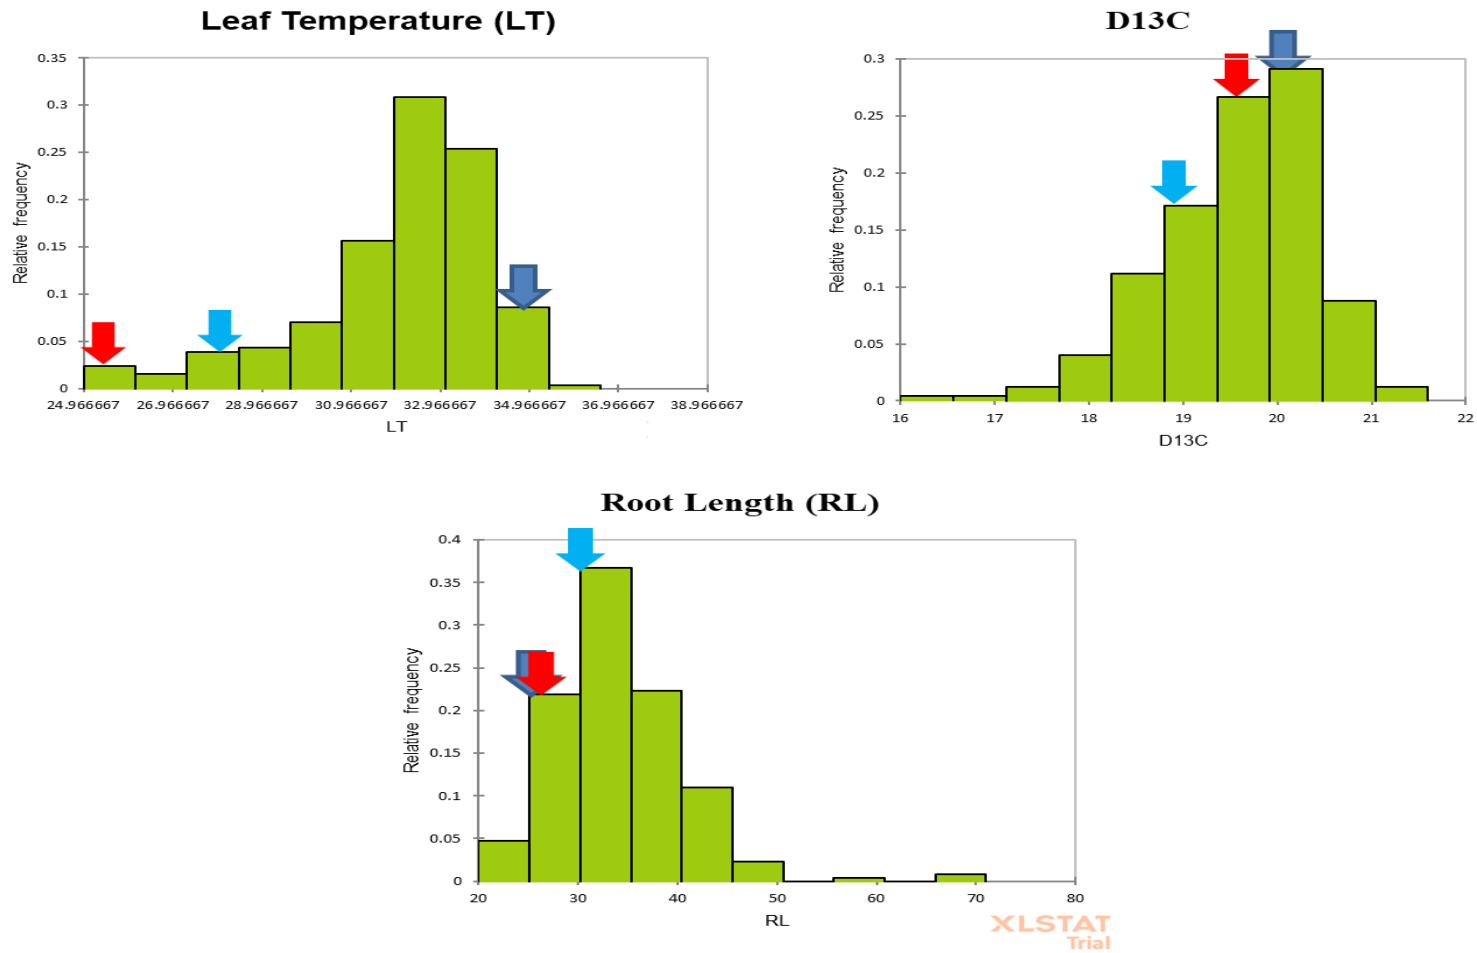 Leaf Temperature (LT)
0.35
0.3
0.25
0.2
0.15
0.1
0.05
0
Relative frequency
24.966667 26.966667 28.966667 30.966667 32.966667 34.966667 36.966667 38.966667
LT
D13C
0.3
0.25
0.2
0.15
0.1
0.05
0
Relative frequency
16 17 18 19 20 21 22
D13C
Root Length (RL)
0.4
0.35
0.3
0.25
0.2
0.15
0.1
0.05
0
Relative frequency
20 30 40 50 60 70 80
RL
XLSTAT
Trial